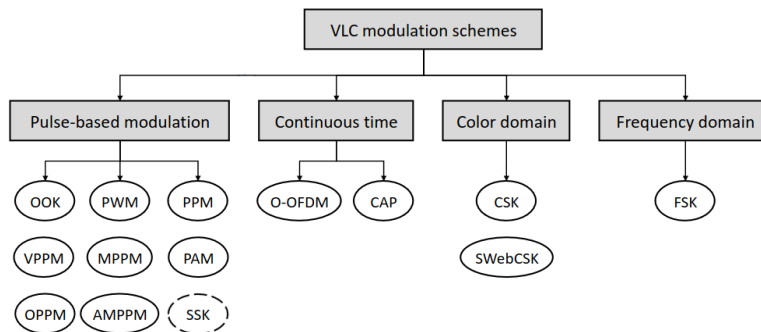 VLC modulation schemes
Pulse-based modulation
Continuous time
Color domain
Frequency domain
OOK
PWM
PPM
O-OFDM
CAP
CSK
FSK
VPPM
MPPM
PAM
SWebCSK
OPPM
AMPPM
SSK